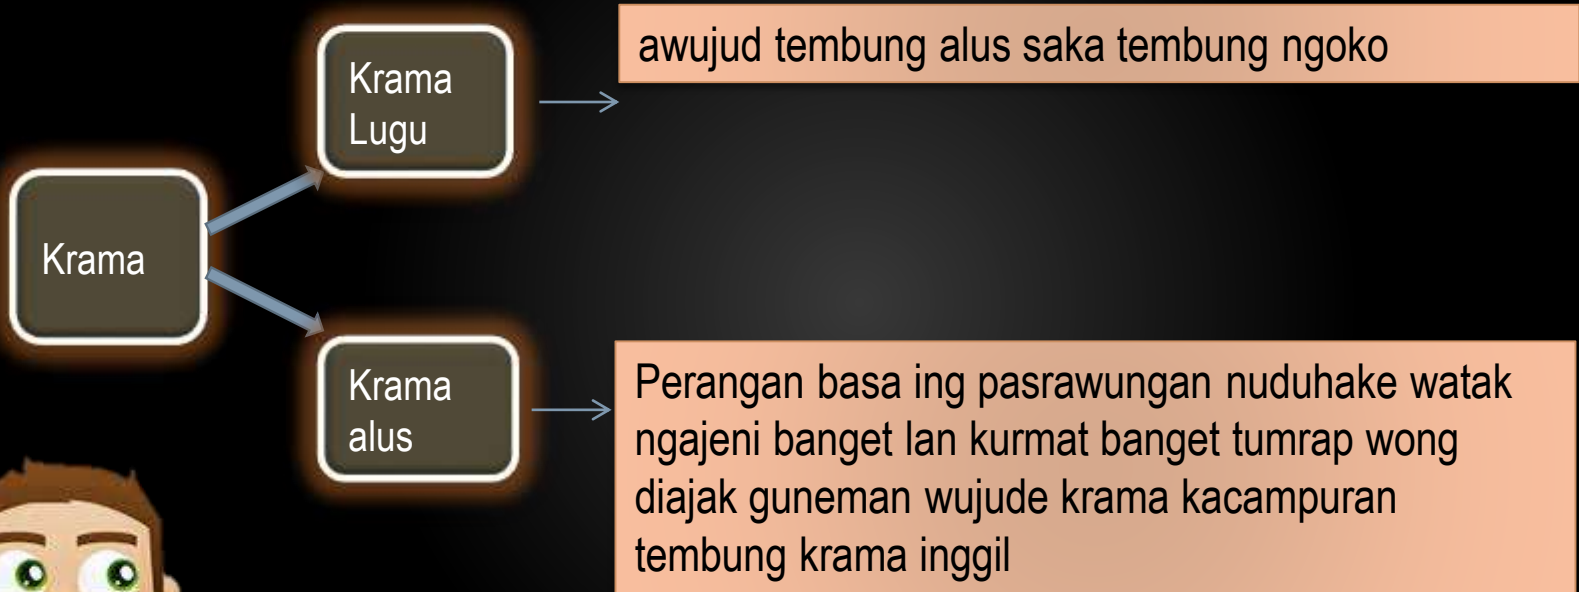 Krama
Krama
Lugu
awujud tembung alus saka tembung ngoko
Krama
alus
Perangan basa ing pasrawungan nuduhake watak
ngajeni banget lan kurmat banget tumrap wong
diajak guneman wujude krama kacampuran
tembung krama inggil